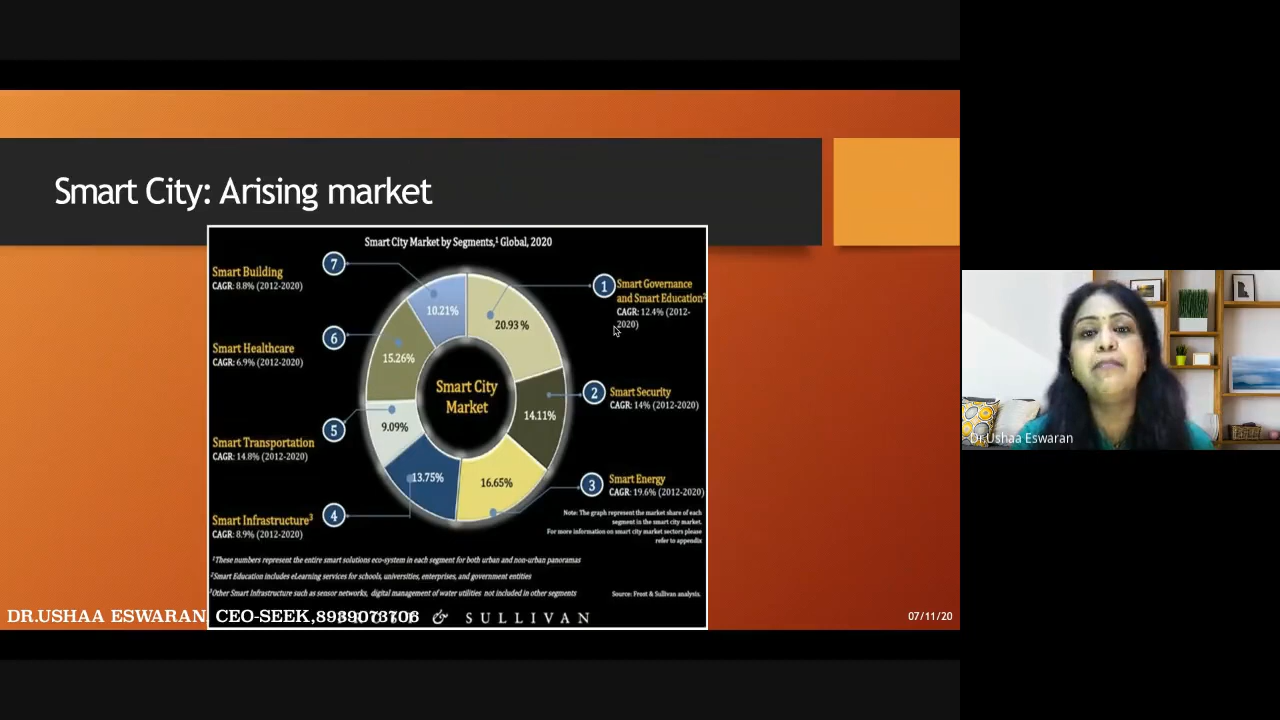 Smart City: Arising market
Smart City Market by Segments,¹ Global, 2020
7
Smart Building
CAGR: 8.8% (2012-2020)
10.21%
1
Smart Governance
and Smart Education²
CAGR: 12.4% (2012-
2020)
20.93 %
6
Smart Healthcare
CAGR: 6.9% (2012-2020)
15.26%
Smart City
Market
2
Smart Security
CAGR: 14% (2012-2020)
14.11%
5
Smart Transportation
CAGR: 14.8% (2012-2020)
9.09%
3
Smart Energy
CAGR: 19.6% (2012-2020)
16.65%
4
Smart Infrastructure³
CAGR: 8.9% (2012-2020)
13.75%
Note: The graph represent the market share of each
segment in the smart city market.
For more information on smart city market sectors please
refer to appendix
¹These numbers represent the entire smart solutions eco-system in each segment for both urban and non-urban panoramas
²Smart Education includes eLearning services for schools, universities, enterprises, and government entities
³Other Smart Infrastructure such as sensor networks, digital management of water utilities not included in other segments
Source: Frost & Sullivan analysis.
& SULLIVAN
DR.USHAA ESWARAN, CEO-SEEK,8939073706
07/11/20
Dr.Ushaa Eswaran